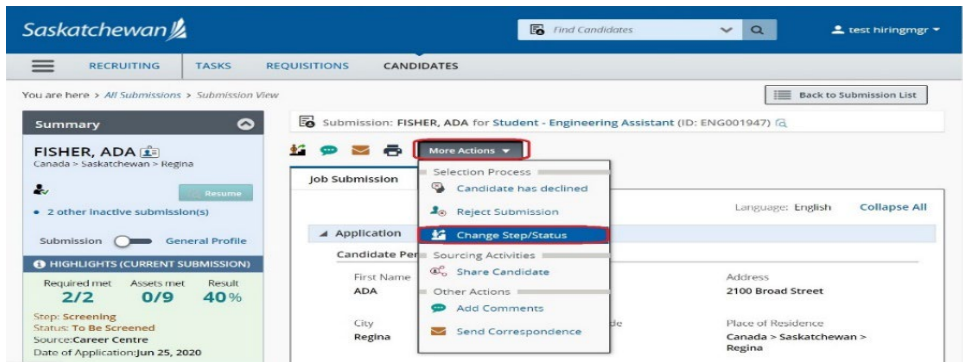 Saskatchewan
Find Candidates
test hiringmgr
RECRUITING
TASKS
REQUISITIONS
CANDIDATES
You are here > All Submissions > Submission View
Back to Submission List
Summary
FISHER, ADA
Canada > Saskatchewan > Regina
Resume
• 2 other inactive submission(s)
Submission
General Profile
HIGHLIGHTS (CURRENT SUBMISSION)
Required met Assets met Result
2/2 0/9 40%
Step: Screening
Status: To Be Screened
Source:Career Centre
Date of Application:Jun 25, 2020
Submission: FISHER, ADA for Student - Engineering Assistant (ID: ENG001947)
More Actions
Job Submission
Selection Process
Candidate has declined
Reject Submission
Change Step/Status
Sourcing Activities
Share Candidate
Other Actions
Add Comments
Send Correspondence
Language: English
Collapse All
Application
Candidate Per
First Name
ADA
Address
2100 Broad Street
City
Regina
de
Place of Residence
Canada > Saskatchewan >
Regina